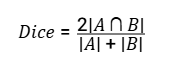 Dice = 2|A ∩ B| / |A| + |B|